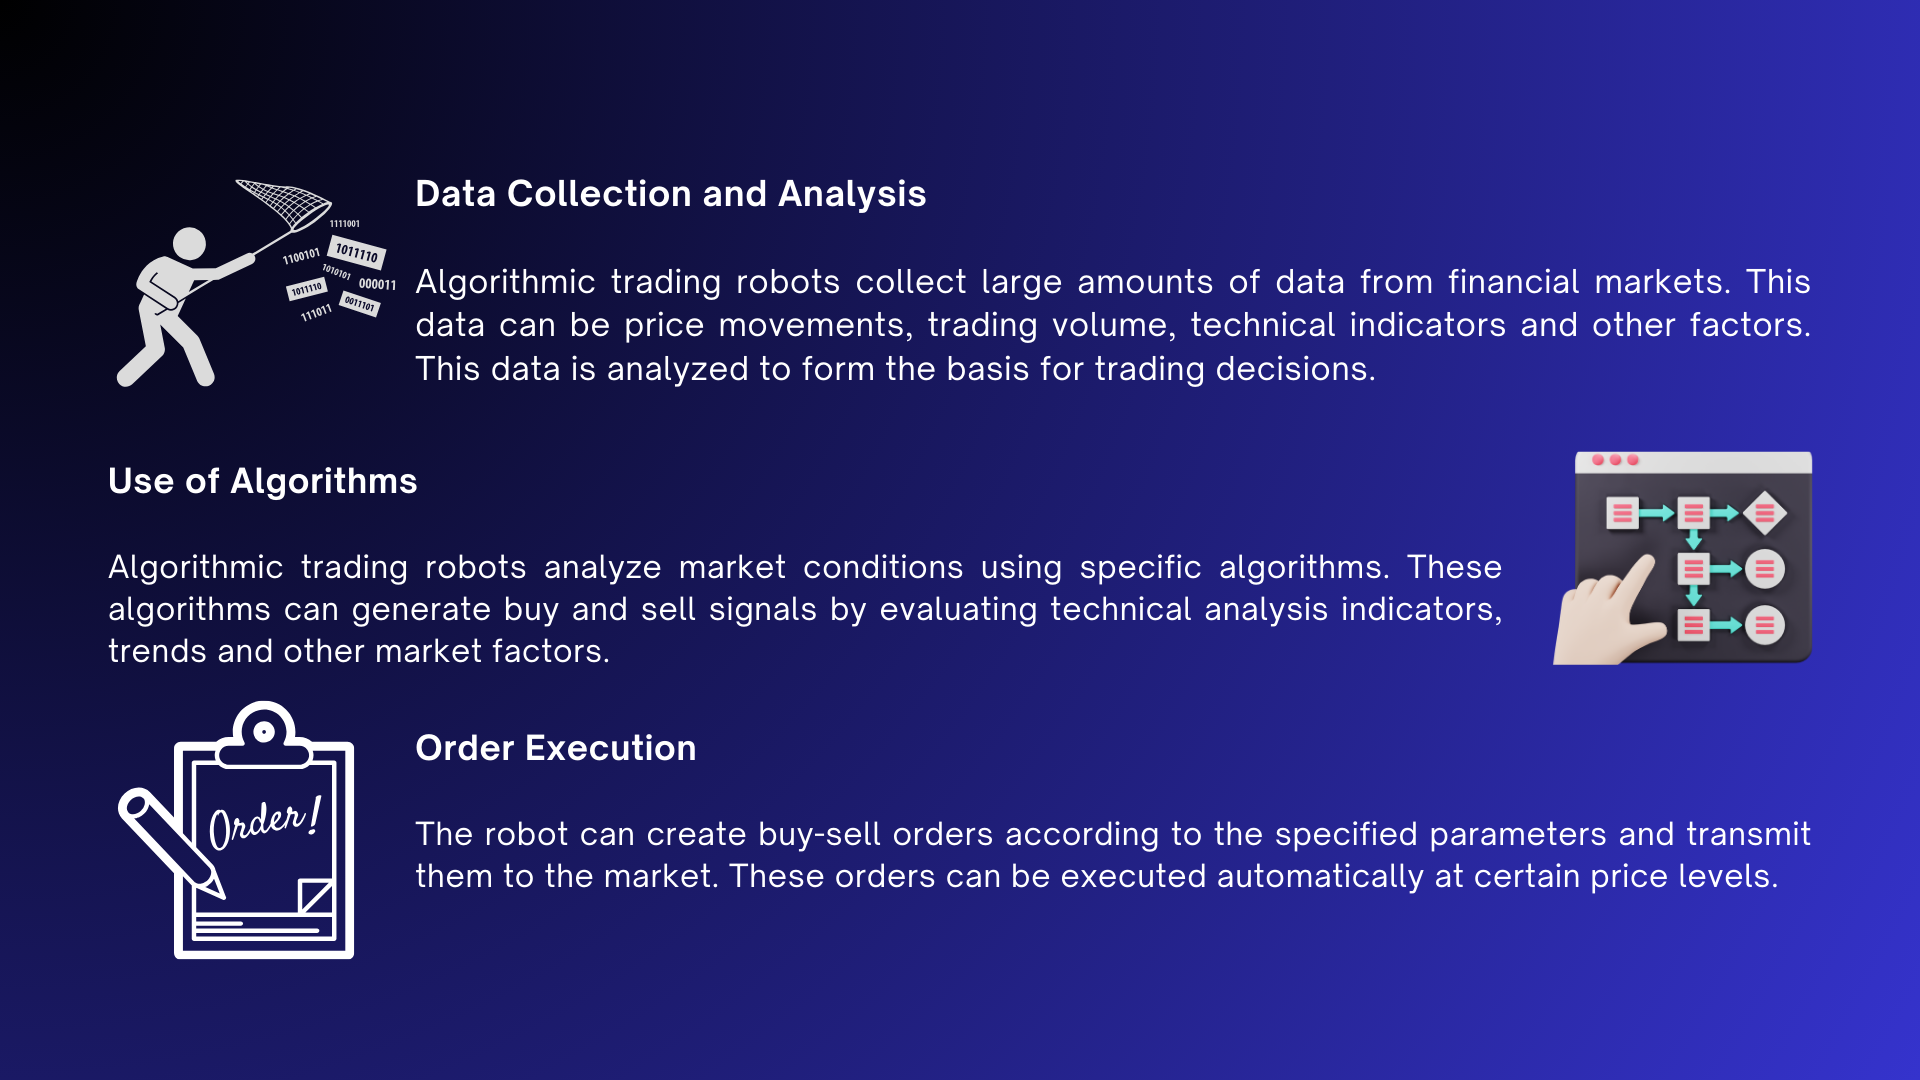 Data Collection and Analysis
1111001
1100101
1011110
1010101
000011
1011110
0011101
111011
Algorithmic trading robots collect large amounts of data from financial markets. This
data can be price movements, trading volume, technical indicators and other factors.
This data is analyzed to form the basis for trading decisions.
Use of Algorithms
Algorithmic trading robots analyze market conditions using specific algorithms. These
algorithms can generate buy and sell signals by evaluating technical analysis indicators,
trends and other market factors.
Order!
Order Execution
The robot can create buy-sell orders according to the specified parameters and transmit
them to the market. These orders can be executed automatically at certain price levels.